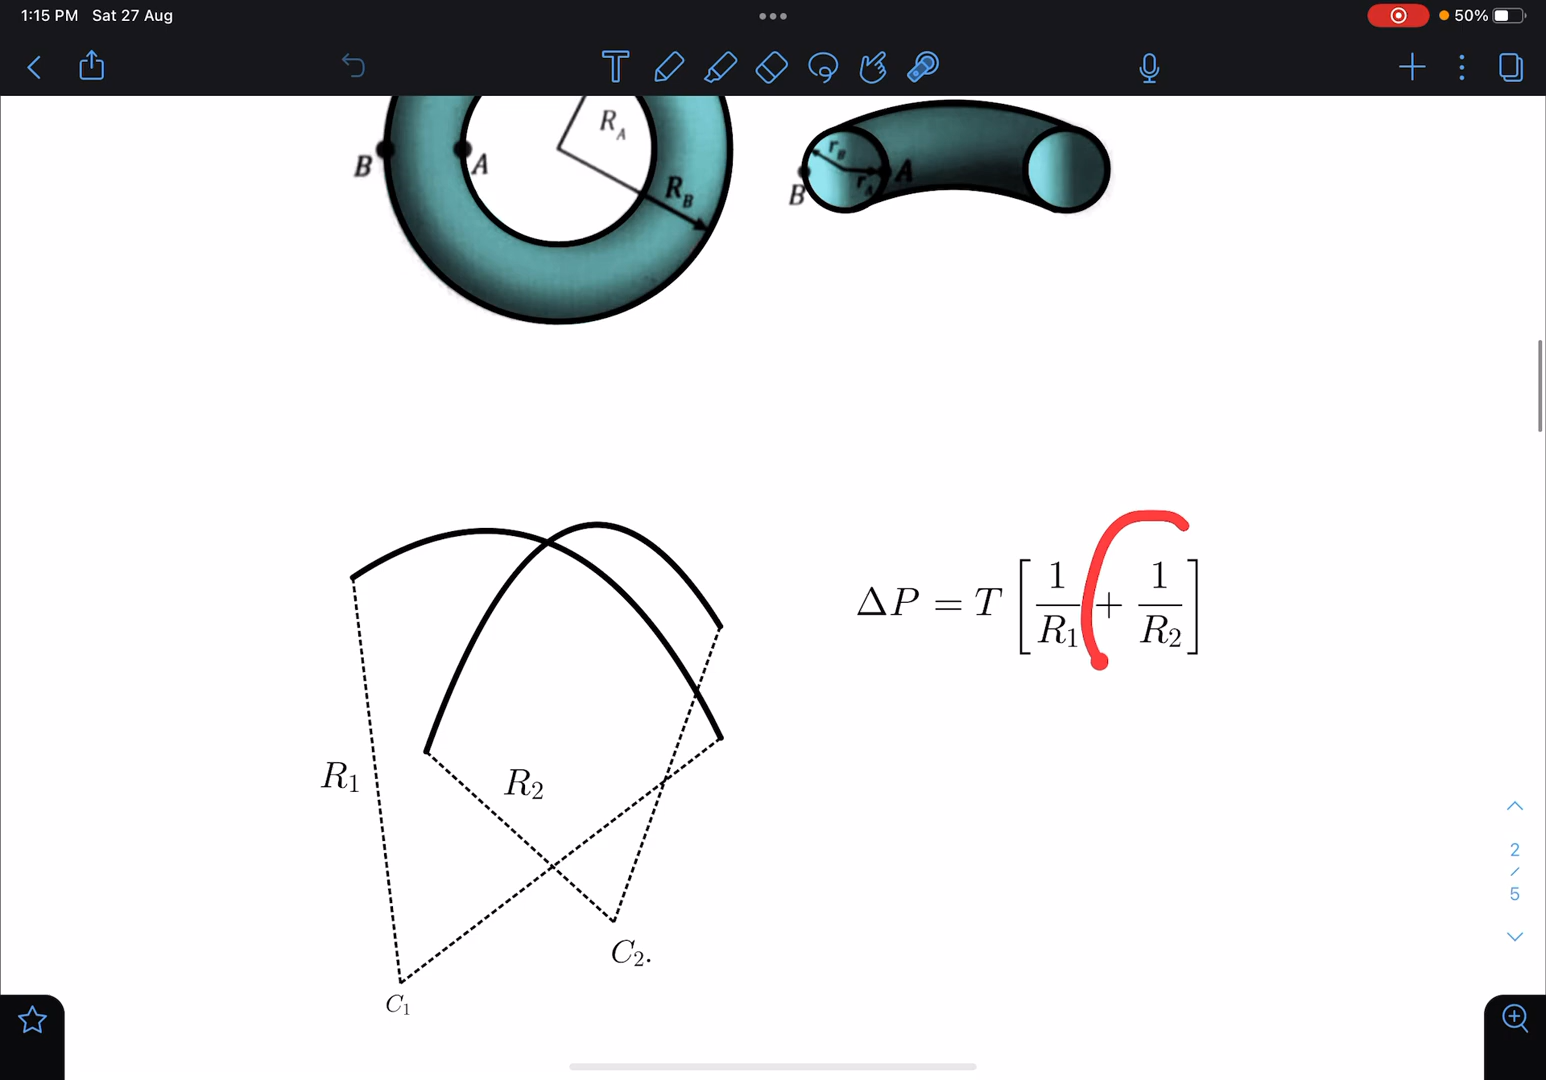 1:15 PM Sat 27 Aug
50%
R_A
B
A
R_B
r_B
A
r_A
B
ΔP = T [ 1/R₁ + 1/R₂ ]
R₁
R₂
2
/
5
C₂.
C₁